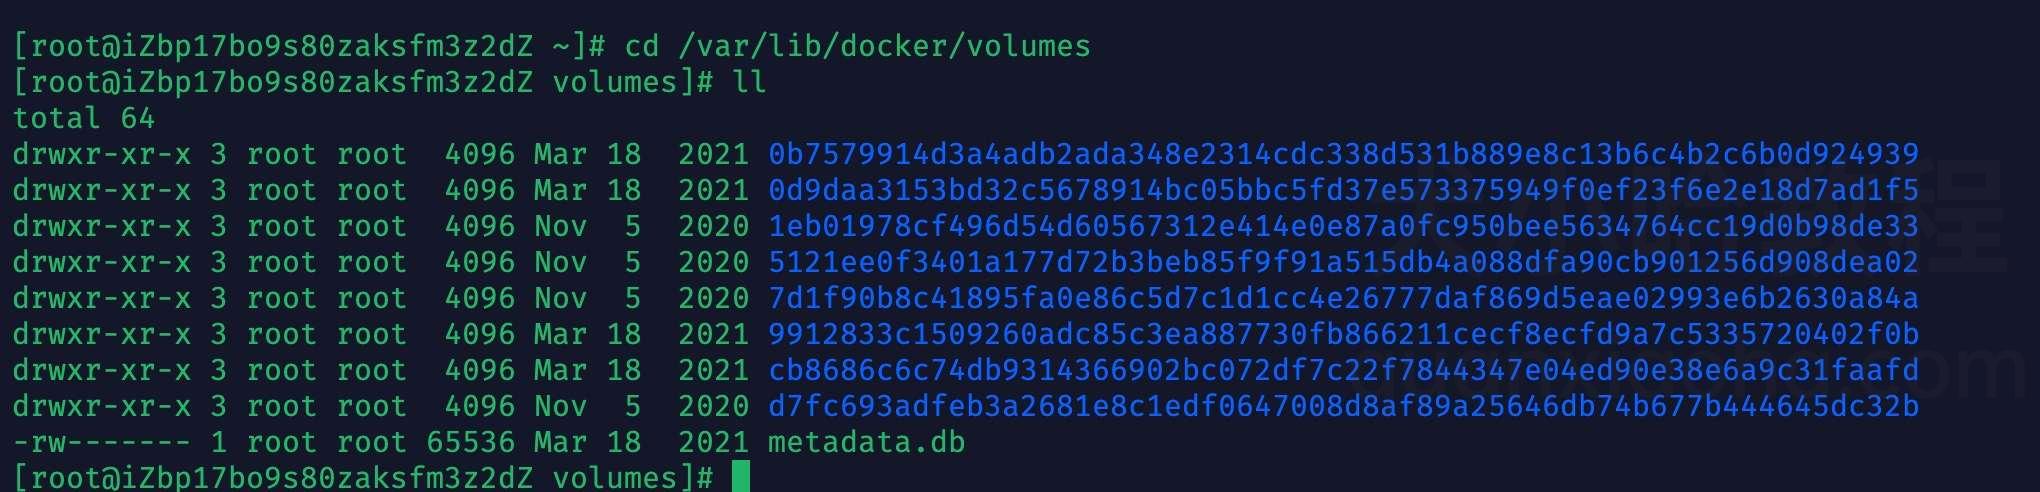 [root@iZbp17bo9s80zaksfm3z2dZ ~]# cd /var/lib/docker/volumes
[root@iZbp17bo9s80zaksfm3z2dZ volumes]# ll
total 64
drwxr-xr-x 3 root root  4096 Mar 18  2021 0b7579914d3a4adb2ada348e2314cdc338d531b889e8c13b6c4b2c6b0d924939
drwxr-xr-x 3 root root  4096 Mar 18  2021 0d9daa3153bd32c5678914bc05bbc5fd37e573375949f0ef23f6e2e18d7ad1f5
drwxr-xr-x 3 root root  4096 Nov  5  2020 1eb01978cf496d54d60567312e414e0e87a0fc950bee5634764cc19d0b98de33
drwxr-xr-x 3 root root  4096 Nov  5  2020 5121ee0f3401a177d72b3beb85f9f91a515db4a088dfa90cb901256d908dea02
drwxr-xr-x 3 root root  4096 Nov  5  2020 7d1f90b8c41895fa0e86c5d7c1d1cc4e26777daf869d5eae02993e6b2630a84a
drwxr-xr-x 3 root root  4096 Mar 18  2021 9912833c1509260adc85c3ea887730fb866211cecf8ecfd9a7c5335720402f0b
drwxr-xr-x 3 root root  4096 Mar 18  2021 cb8686c6c74db9314366902bc072df7c22f7844347e04ed90e38e6a9c31faafd
drwxr-xr-x 3 root root  4096 Nov  5  2020 d7fc693adfeb3a2681e8c1edf0647008d8af89a25646db74b677b444645dc32b
-rw------- 1 root root 65536 Mar 18  2021 metadata.db
[root@iZbp17bo9s80zaksfm3z2dZ volumes]#